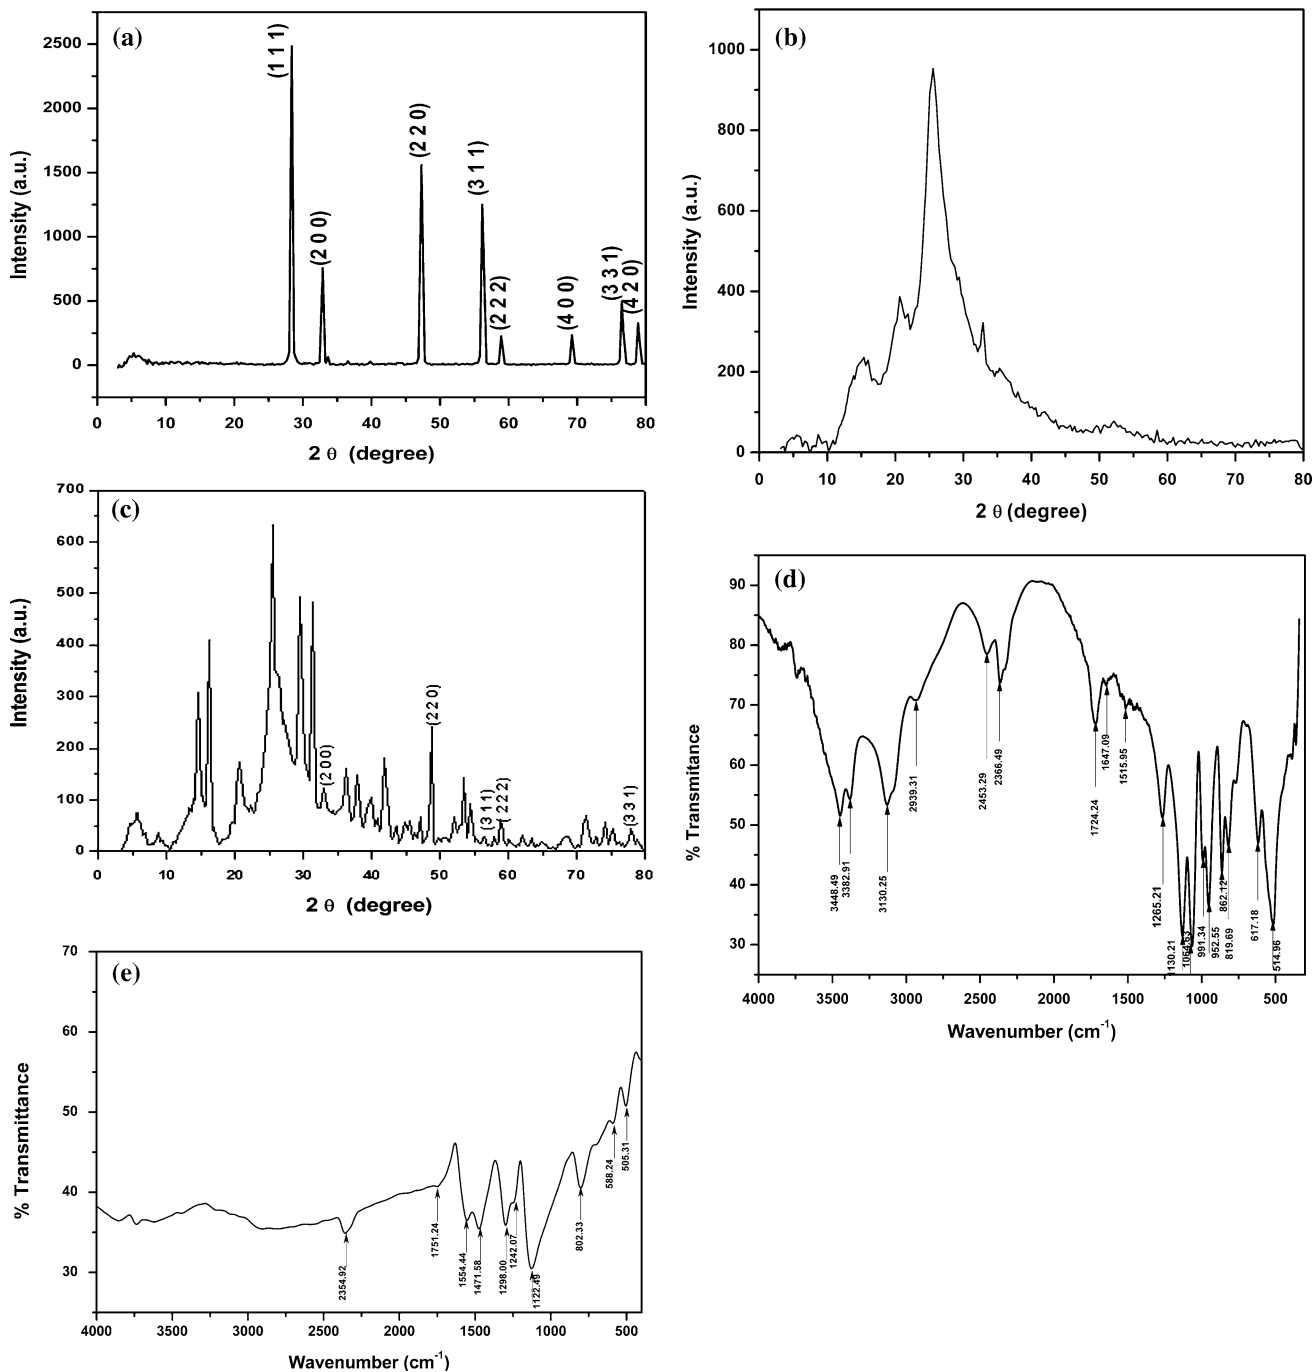 (a)
Intensity (a.u.)
2500
2000
1500
1000
500
0
(1 1 1)
(2 0 0)
(2 2 0)
(3 1 1)
(2 2 2)
(4 0 0)
(3 3 1)
(4 2 0)
0 10 20 30 40 50 60 70 80
2 θ (degree)
(b)
Intensity (a.u.)
1000
800
600
400
200
0
0 10 20 30 40 50 60 70 80
2 θ (degree)
(c)
Intensity (a.u.)
700
600
500
400
300
200
100
0
(2 0 0)
(2 2 0)
(3 1 1)
(2 2 2)
(3 3 1)
0 10 20 30 40 50 60 70 80
2 θ (degree)
(d)
% Transmitance
90
80
70
60
50
40
30
3448.49
3382.91
3130.25
2939.31
2453.29
2366.49
1724.24
1647.09
1515.95
1265.21
1130.21
1064.63
991.34
952.55
862.12
819.69
617.18
514.96
4000 3500 3000 2500 2000 1500 1000 500
Wavenumber (cm-1)
(e)
% Transmittance
70
60
50
40
30
2354.92
1751.24
1554.44
1471.58
1298.00
1242.07
1122.49
802.33
588.24
505.31
4000 3500 3000 2500 2000 1500 1000 500
Wavenumber (cm-1)